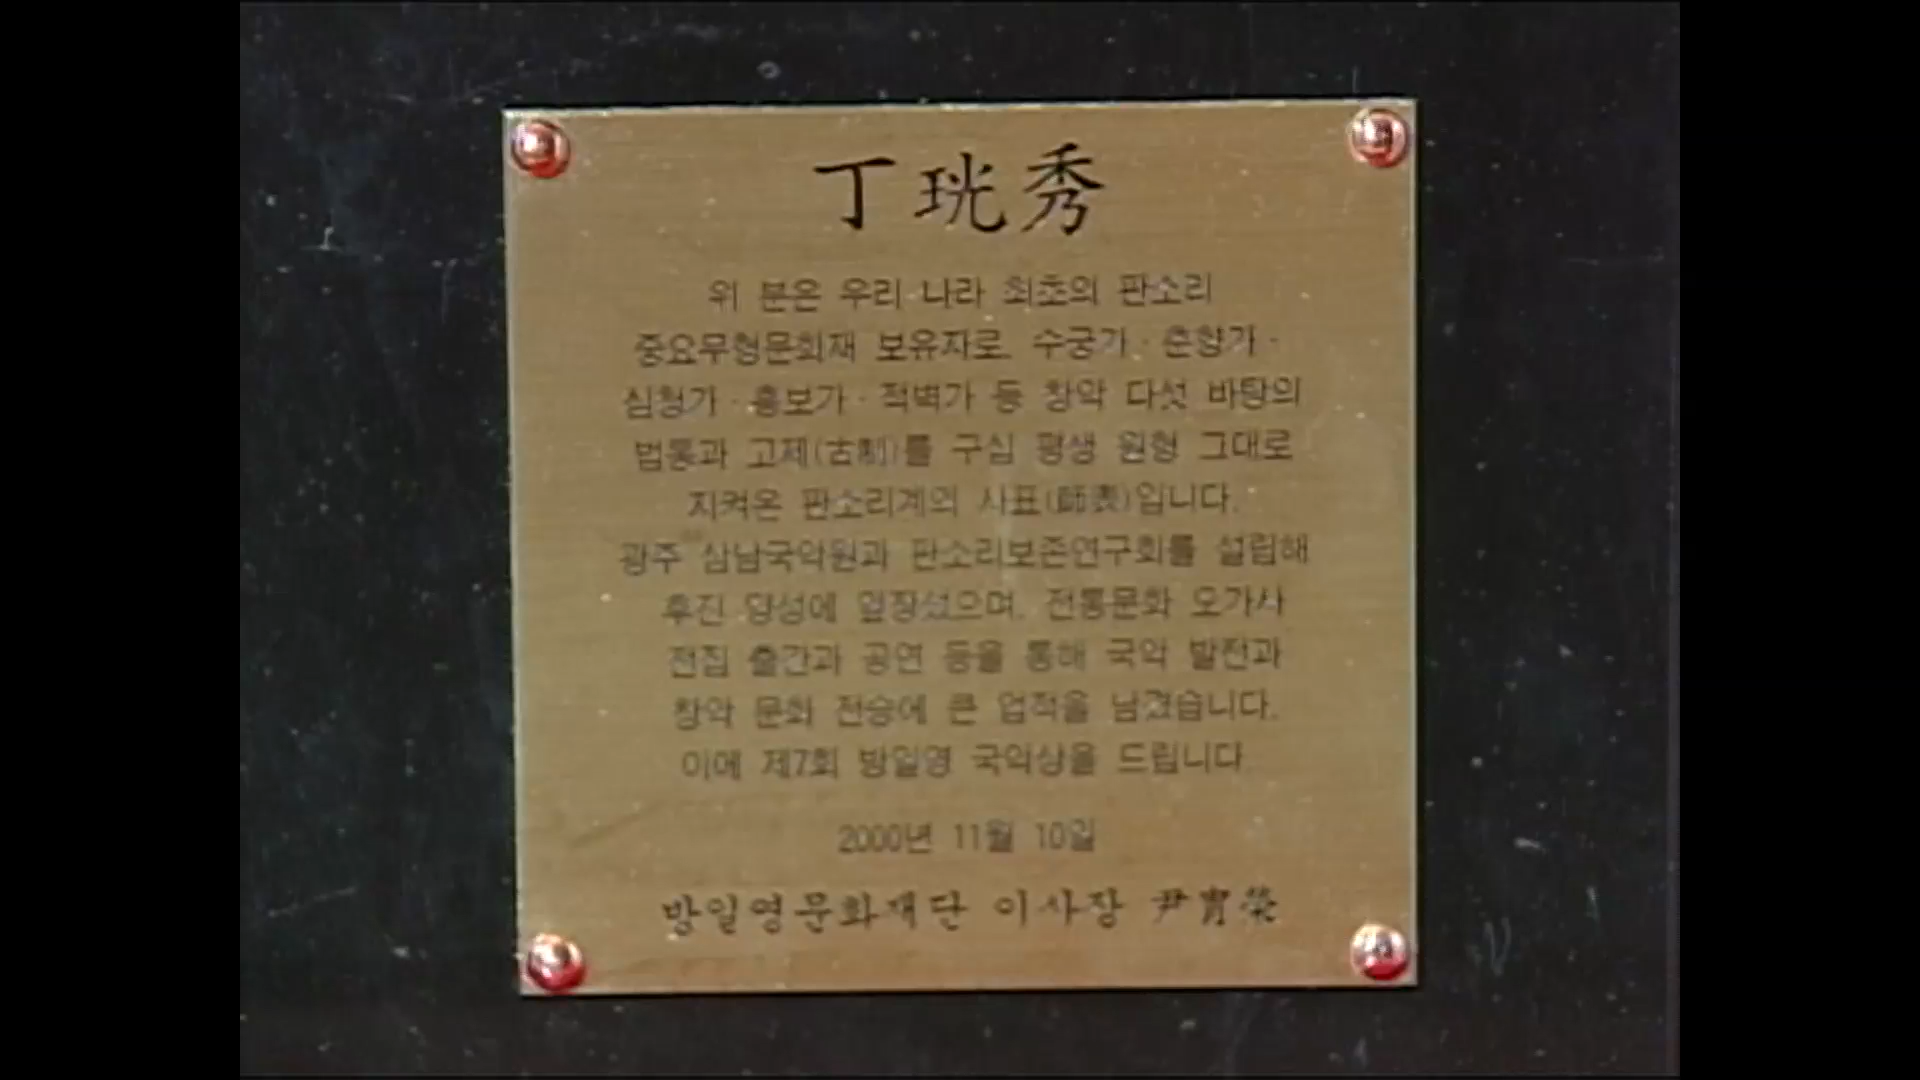 丁珖秀
위 분은 우리 나라 최초의 판소리
중요무형문화재 보유자로 수궁가 · 춘향가 ·
심청가 · 흥보가 · 적벽가 등 창악 다섯 바탕의
법통과 고제(古制)를 구십 평생 원형 그대로
지켜온 판소리계의 사표(師表)입니다.
광주 삼남국악원과 판소리보존연구회를 설립해
후진 양성에 앞장섰으며, 전통문화 오가사
전집 출간과 공연 등을 통해 국악 발전과
창악 문화 전승에 큰 업적을 남겼습니다.
이에 제7회 방일영 국악상을 드립니다
2000년 11월 10일
방일영문화재단 이사장